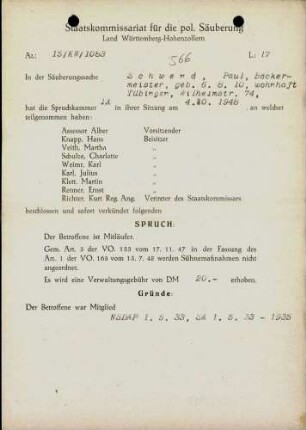 Staatskommissariat für die pol. Säuberung
Land Württemberg-Hohenzollern
Az.: 15/XX/1063
566
L: 17
In der Säuberungssache Schwend, Paul, Bäcker-
meister, geb. 6. 6. 10, wohnhaft
Tübingen, Wilhelmstr. 74,
hat die Spruchkammer IX in ihrer Sitzung am 4.10.1948 an welcher
teilgenommen haben:
Assessor Alber Vorsitzender
Knapp, Hans Beisitzer
Veith, Martha „
Schulze, Charlotte „
Weimt, Karl „
Karl, Julius „
Klett, Martin „
Renner, Ernst „
Richter, Kurt Reg. Ang. Vertreter des Staatskommissars
beschlossen und sofort verkündet folgenden
SPRUCH:
Der Betroffene ist Mitläufer.
Gem. Art. 3 der VO. 133 vom 17. 11. 47 in der Fassung des
Art. 1 der VO. 165 vom 13. 7. 48 werden Sühnemaßnahmen nicht
angeordnet.
Es wird eine Verwaltungsgebühr von DM 20.- erhoben.
Gründe:
Der Betroffene war Mitglied
NSDAP 1. 5. 33, SA 1. 5. 33 - 1935